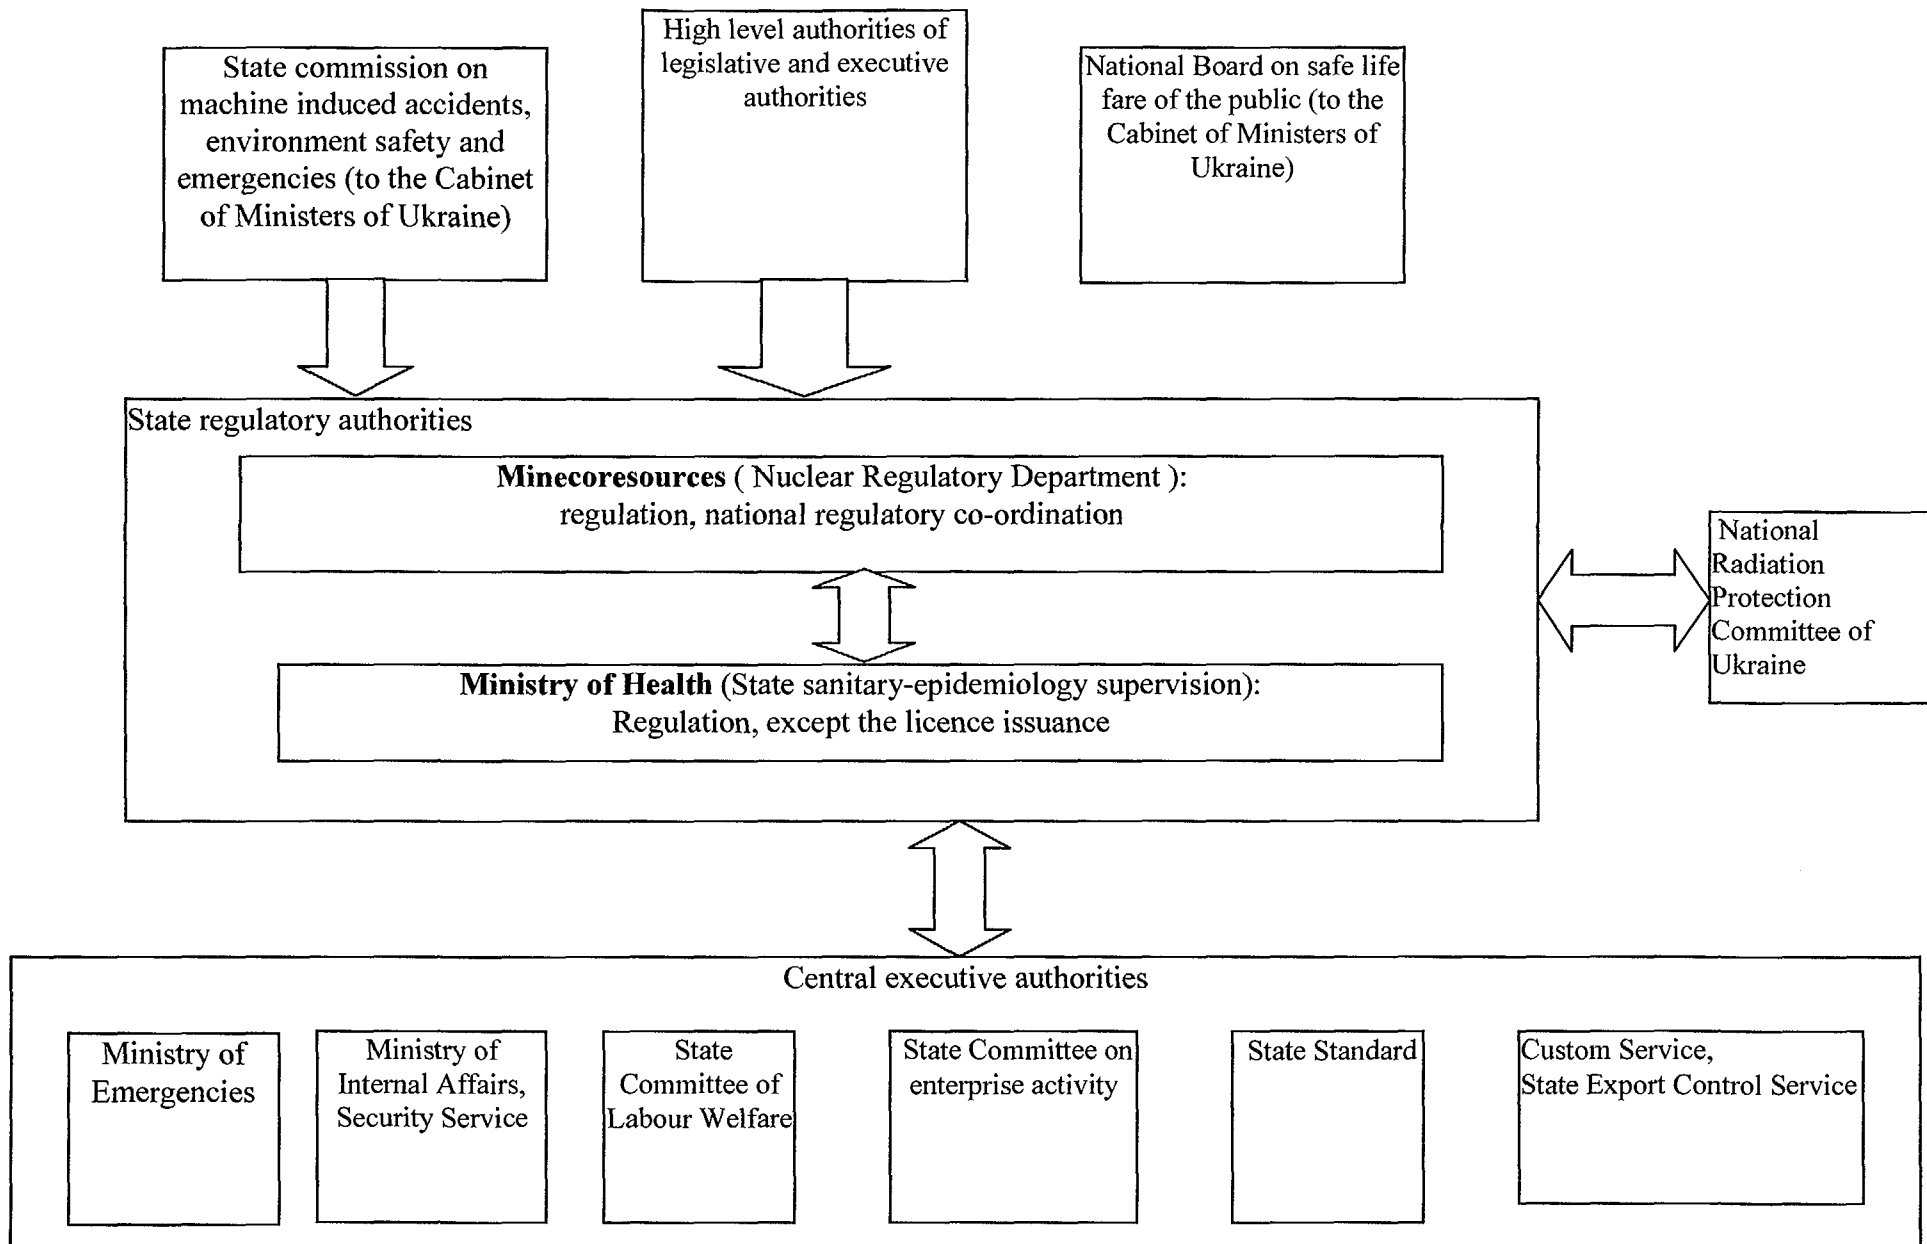 State commission on
machine induced accidents,
environment safety and
emergencies (to the Cabinet
of Ministers of Ukraine)
High level authorities of
legislative and executive
authorities
National Board on safe life
fare of the public (to the
Cabinet of Ministers of
Ukraine)
State regulatory authorities
Minecoresources ( Nuclear Regulatory Department ):
regulation, national regulatory co-ordination
Ministry of Health (State sanitary-epidemiology supervision):
Regulation, except the licence issuance
National
Radiation
Protection
Committee of
Ukraine
Central executive authorities
Ministry of
Emergencies
Ministry of
Internal Affairs,
Security Service
State
Committee of
Labour Welfare
State Committee on
enterprise activity
State Standard
Custom Service,
State Export Control Service